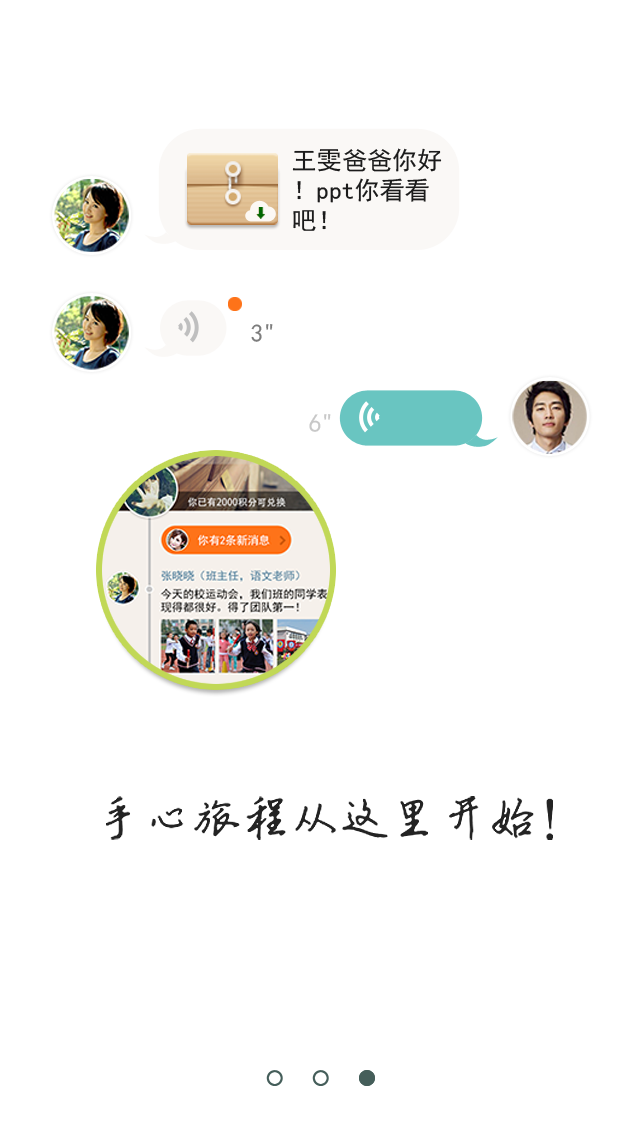 王雯爸爸你好
！ppt你看看
吧！
3"
6"
你已有2000积分可兑换
你有2条新消息
张晓晓（班主任，语文老师）
今天的校运动会，我们班的同学表
现得都很好。得了团队第一！
手心旅程从这里开始！